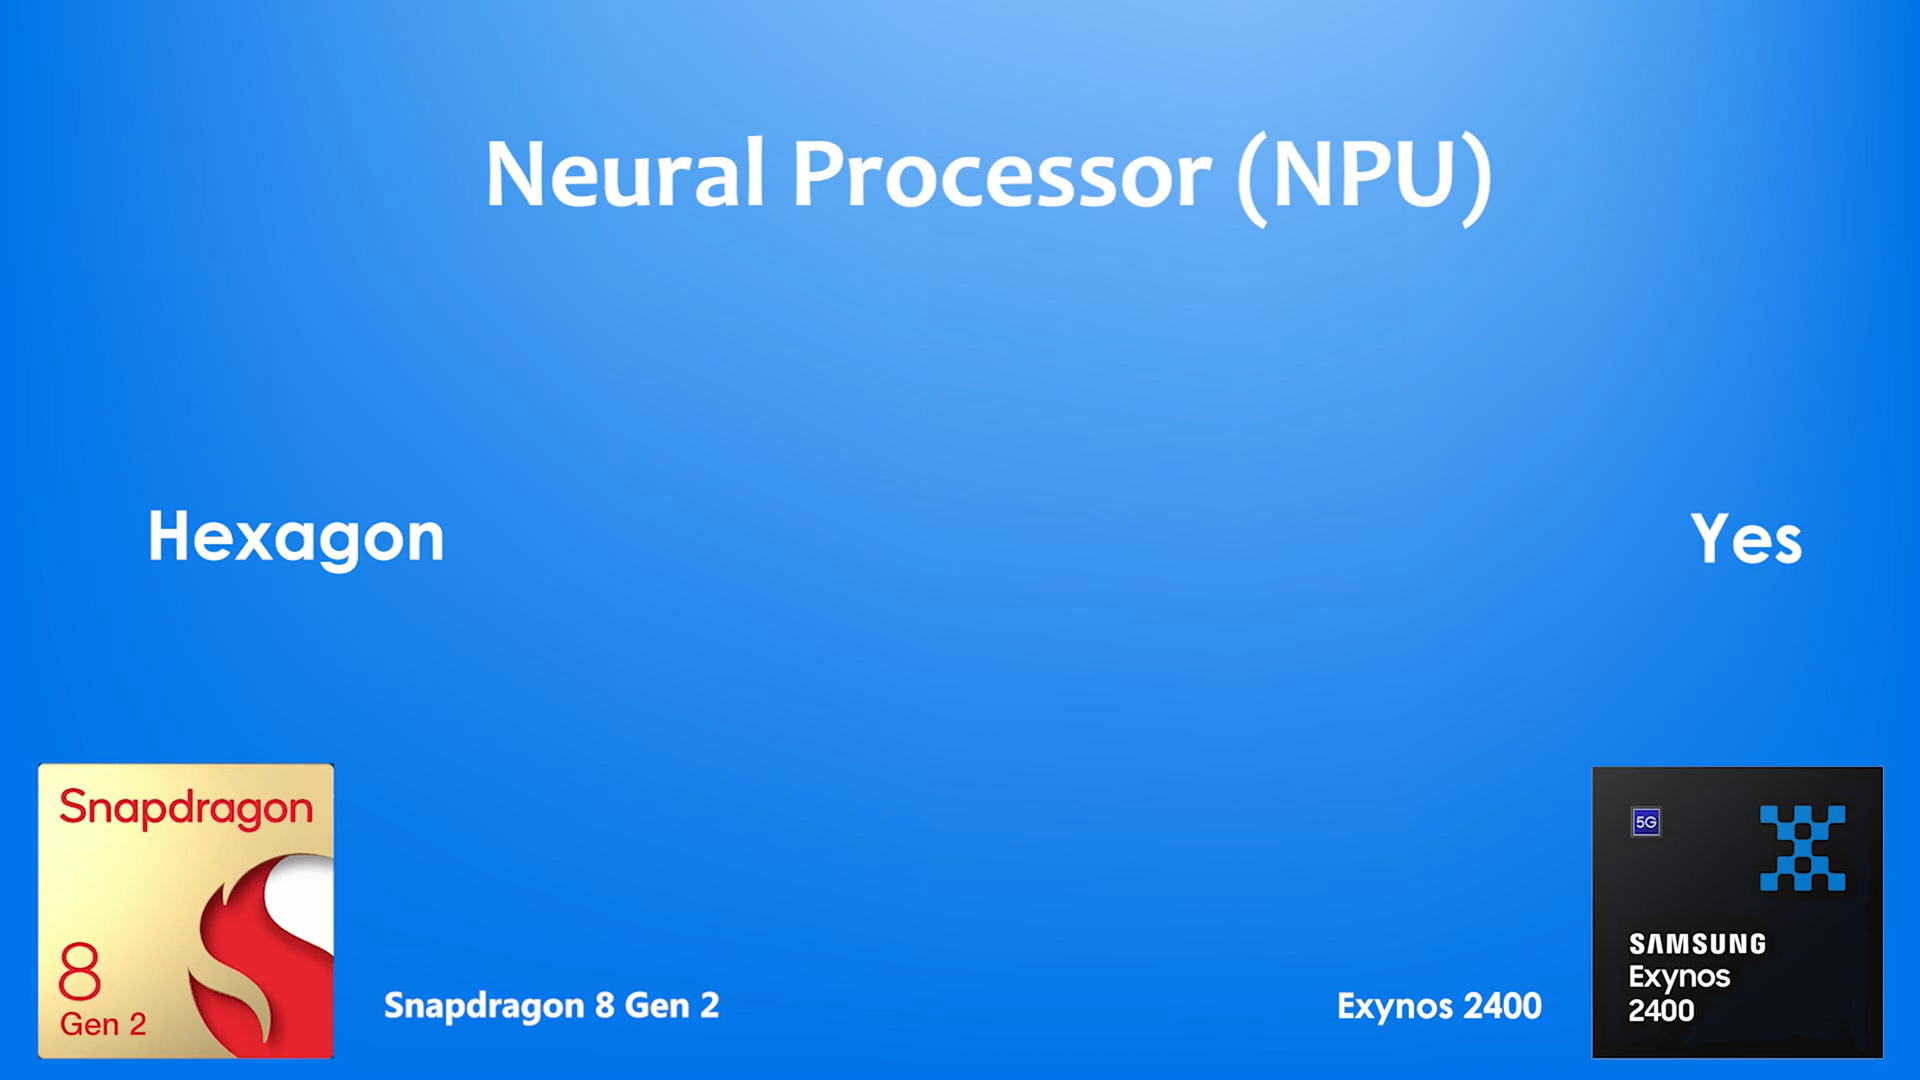 Neural Processor (NPU)
Hexagon
Yes
Snapdragon
8
Gen 2
Snapdragon 8 Gen 2
Exynos 2400
5G
SAMSUNG
Exynos
2400